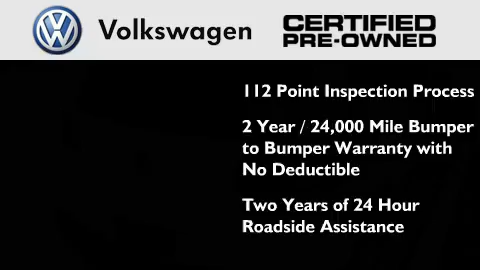 Volkswagen
CERTIFIED
PRE-OWNED
112 Point Inspection Process
2 Year / 24,000 Mile Bumper
to Bumper Warranty with
No Deductible
Two Years of 24 Hour
Roadside Assistance